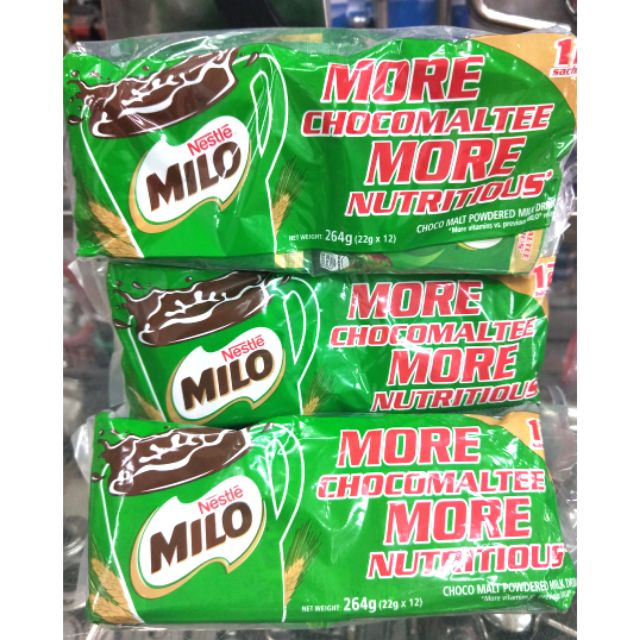 Nestlé
MILO
MORE
CHOCOMALTEE
MORE
NUTRITIOUS*
CHOCO MALT POWDERED MILK DRINK
*More vitamins vs. previous MILO®
NET WEIGHT: 264g (22g x 12)
Nestlé
MILO
MORE
CHOCOMALTEE
MORE
NUTRITIOUS
Nestlé
MILO
MORE
CHOCOMALTEE
MORE
NUTRITIOUS
CHOCO MALT POWDERED MILK
*More vitamins
NET WEIGHT: 264g (22g x 12)